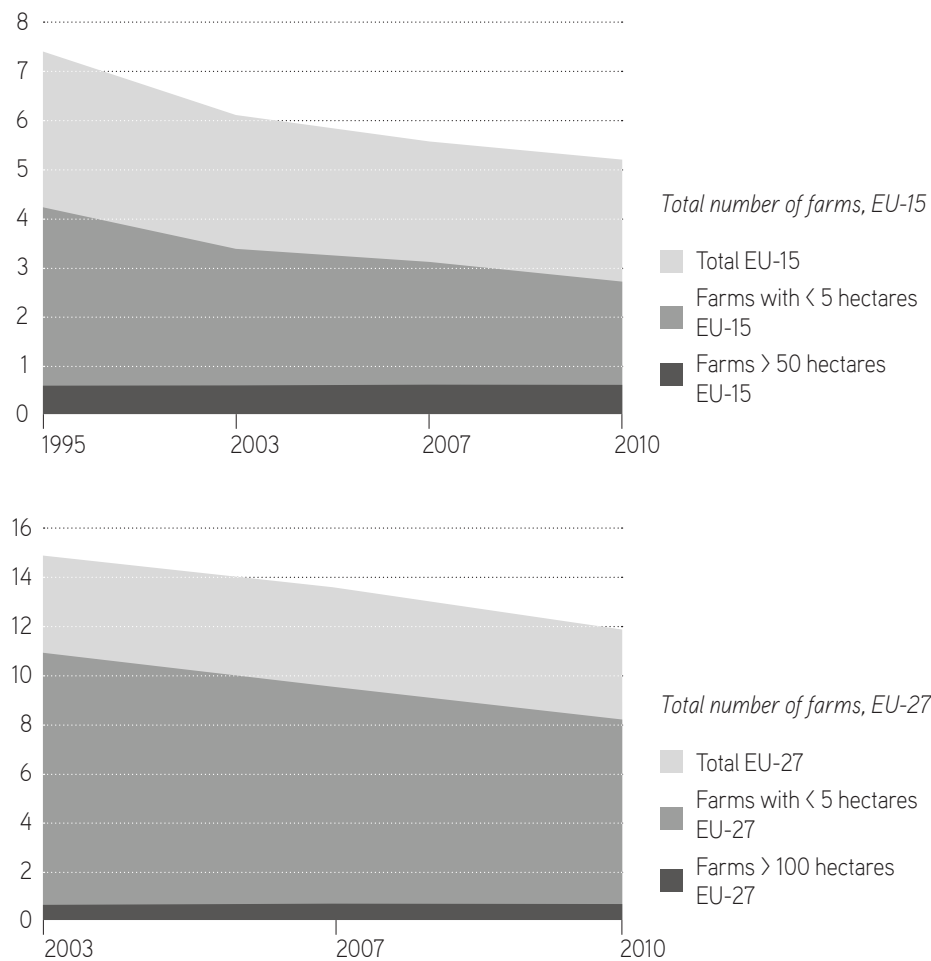 8
7
6
5
4
3
2
1
0
1995
2003
2007
2010
Total number of farms, EU-15
Total EU-15
Farms with < 5 hectares
EU-15
Farms > 50 hectares
EU-15
16
14
12
10
8
6
4
2
0
2003
2007
2010
Total number of farms, EU-27
Total EU-27
Farms with < 5 hectares
EU-27
Farms > 100 hectares
EU-27